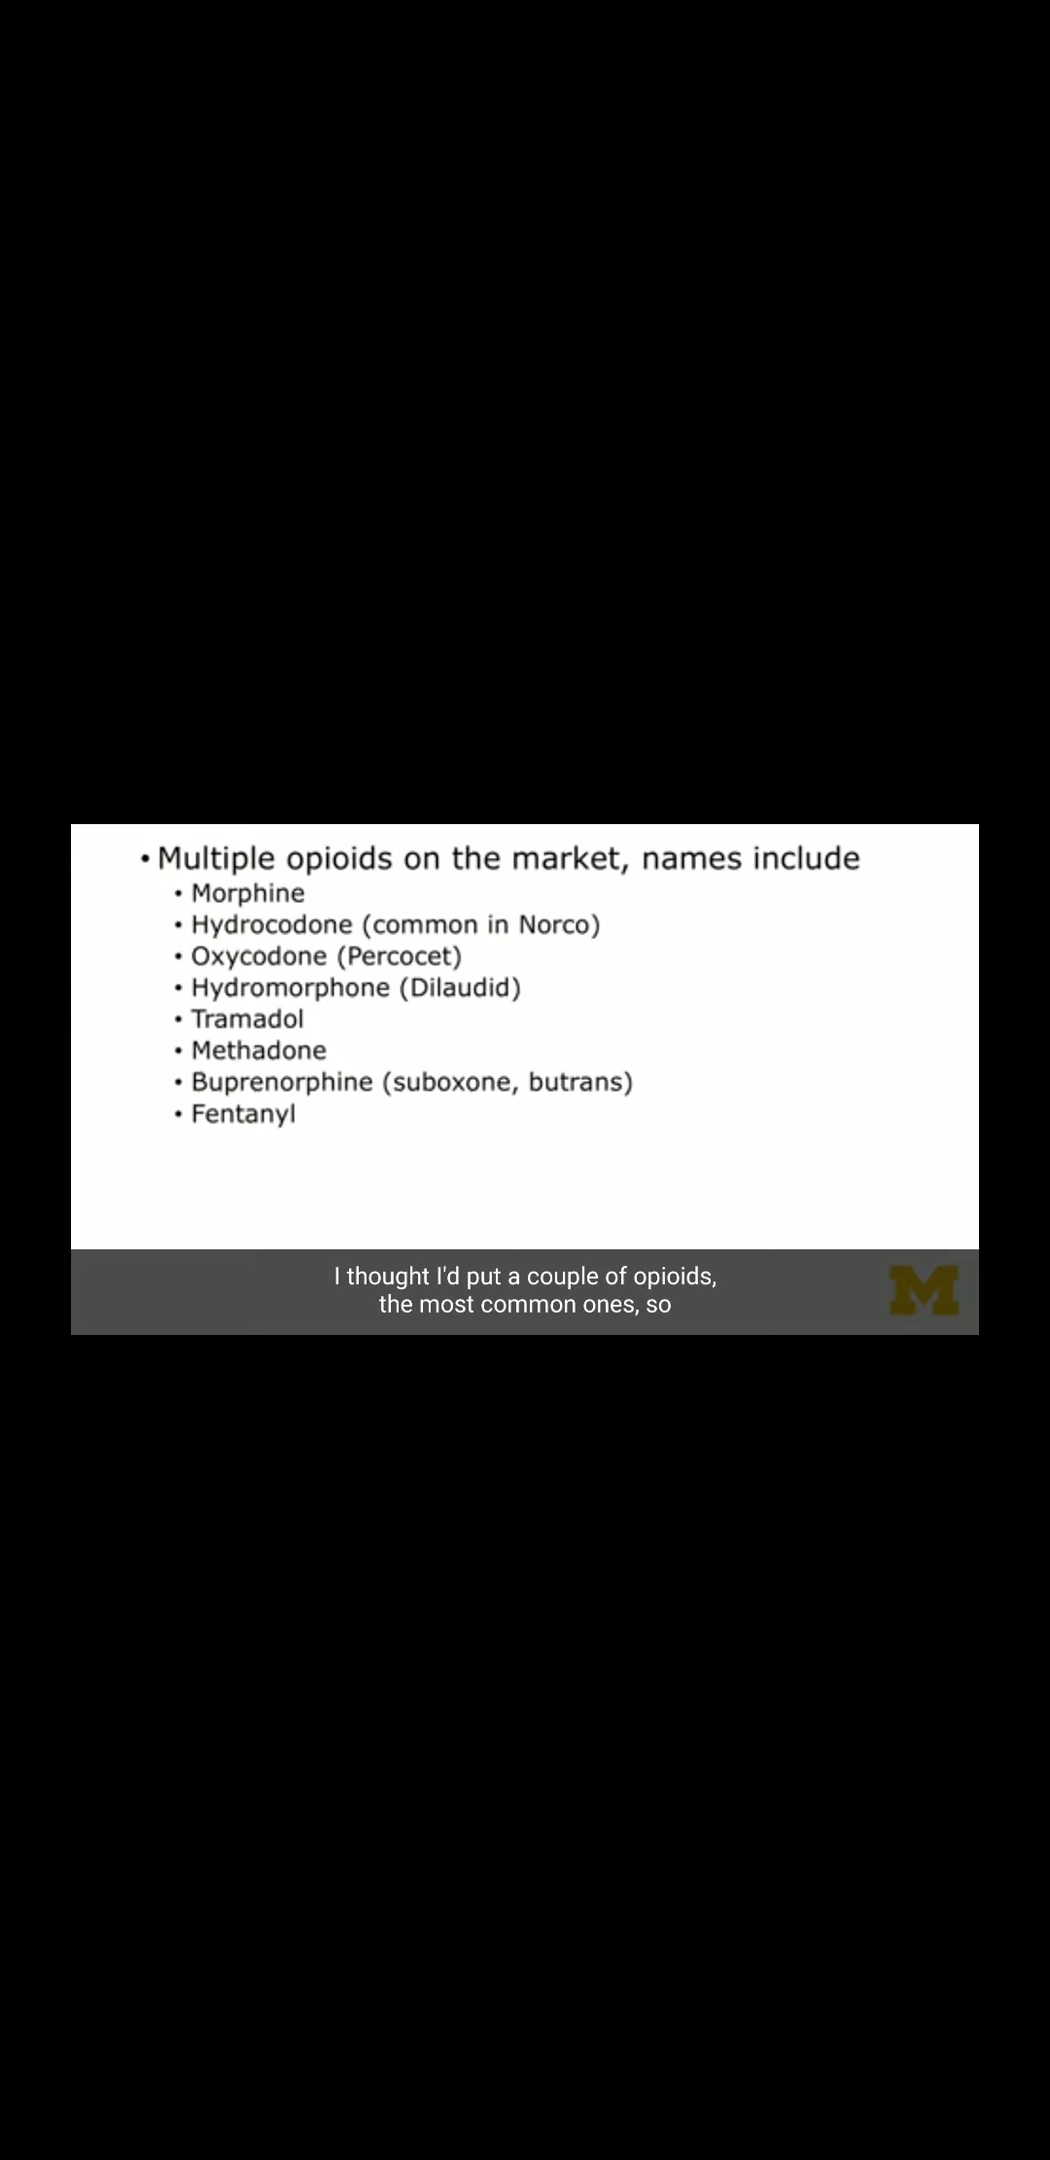 • Multiple opioids on the market, names include
• Morphine
• Hydrocodone (common in Norco)
• Oxycodone (Percocet)
• Hydromorphone (Dilaudid)
• Tramadol
• Methadone
• Buprenorphine (suboxone, butrans)
• Fentanyl
I thought I'd put a couple of opioids,
the most common ones, so
M